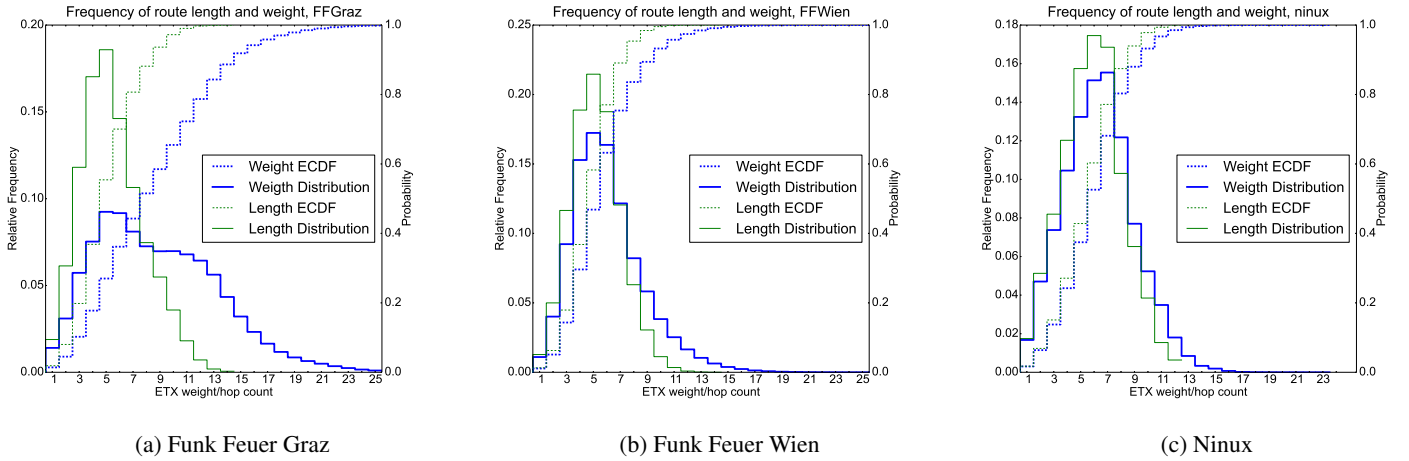 Frequency of route length and weight, FFGraz
0.20
0.15
0.10
0.05
0.00
Relative Frequency
1.0
0.8
0.6
0.4
0.2
0.0
Probability
Weight ECDF
Weigth Distribution
Length ECDF
Length Distribution
1 3 5 7 9 11 13 15 17 19 21 23 25
ETX weight/hop count
(a) Funk Feuer Graz
Frequency of route length and weight, FFWien
0.25
0.20
0.15
0.10
0.05
0.00
Relative Frequency
1.0
0.8
0.6
0.4
0.2
0.0
Probability
Weight ECDF
Weigth Distribution
Length ECDF
Length Distribution
1 3 5 7 9 11 13 15 17 19 21 23 25
ETX weight/hop count
(b) Funk Feuer Wien
Frequency of route length and weight, ninux
0.18
0.16
0.14
0.12
0.10
0.08
0.06
0.04
0.02
0.00
Relative Frequency
1.0
0.8
0.6
0.4
0.2
0.0
Probability
Weight ECDF
Weigth Distribution
Length ECDF
Length Distribution
1 3 5 7 9 11 13 15 17 19 21 23
ETX weight/hop count
(c) Ninux